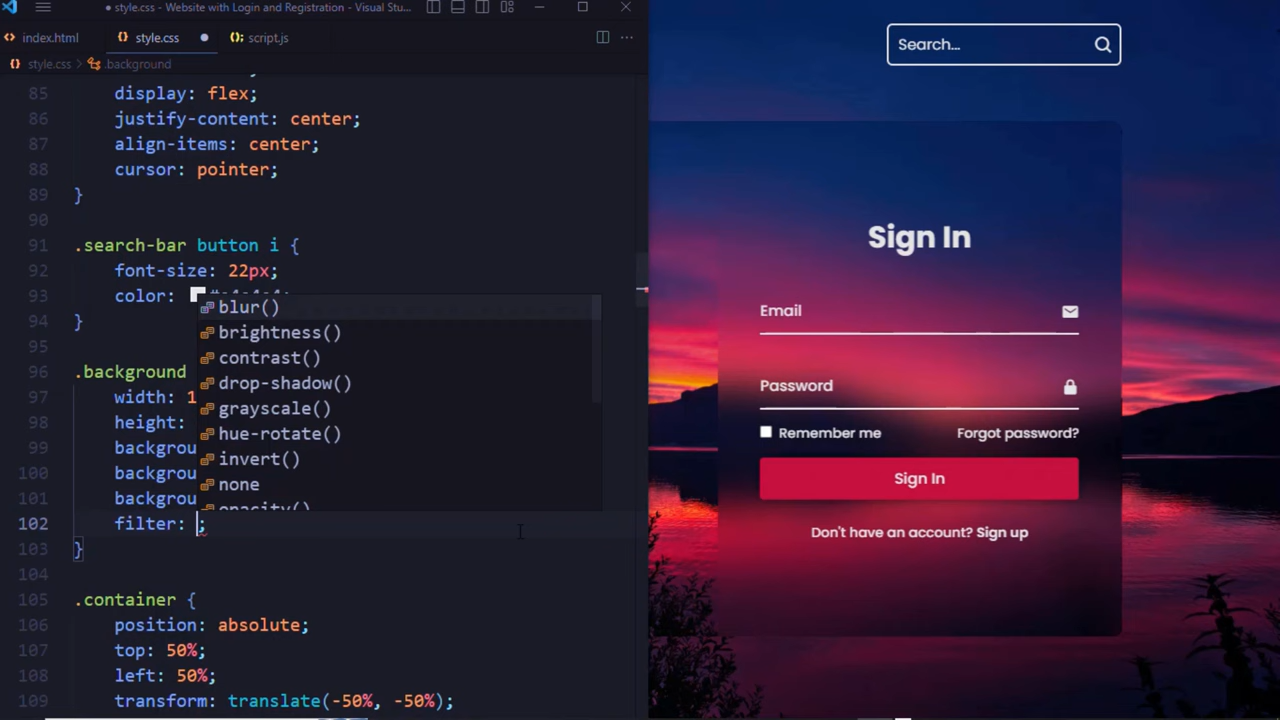 style.css - Website with Login and Registration - Visual Stu...
index.html
style.css
script.js
style.css > .background
85 display: flex;
86 justify-content: center;
87 align-items: center;
88 cursor: pointer;
89 }
90
91 .search-bar button i {
92 font-size: 22px;
93 color:
94 }
95
96 .background
97 width: 1
98 height:
99 backgrou
100 backgrou
101 backgrou
102 filter: ;
103 }
104
105 .container {
106 position: absolute;
107 top: 50%;
108 left: 50%;
109 transform: translate(-50%, -50%);
blur()
brightness()
contrast()
drop-shadow()
grayscale()
hue-rotate()
invert()
none
opacity()
Search...
Sign In
Email
Password
Remember me Forgot password?
Sign In
Don't have an account? Sign up